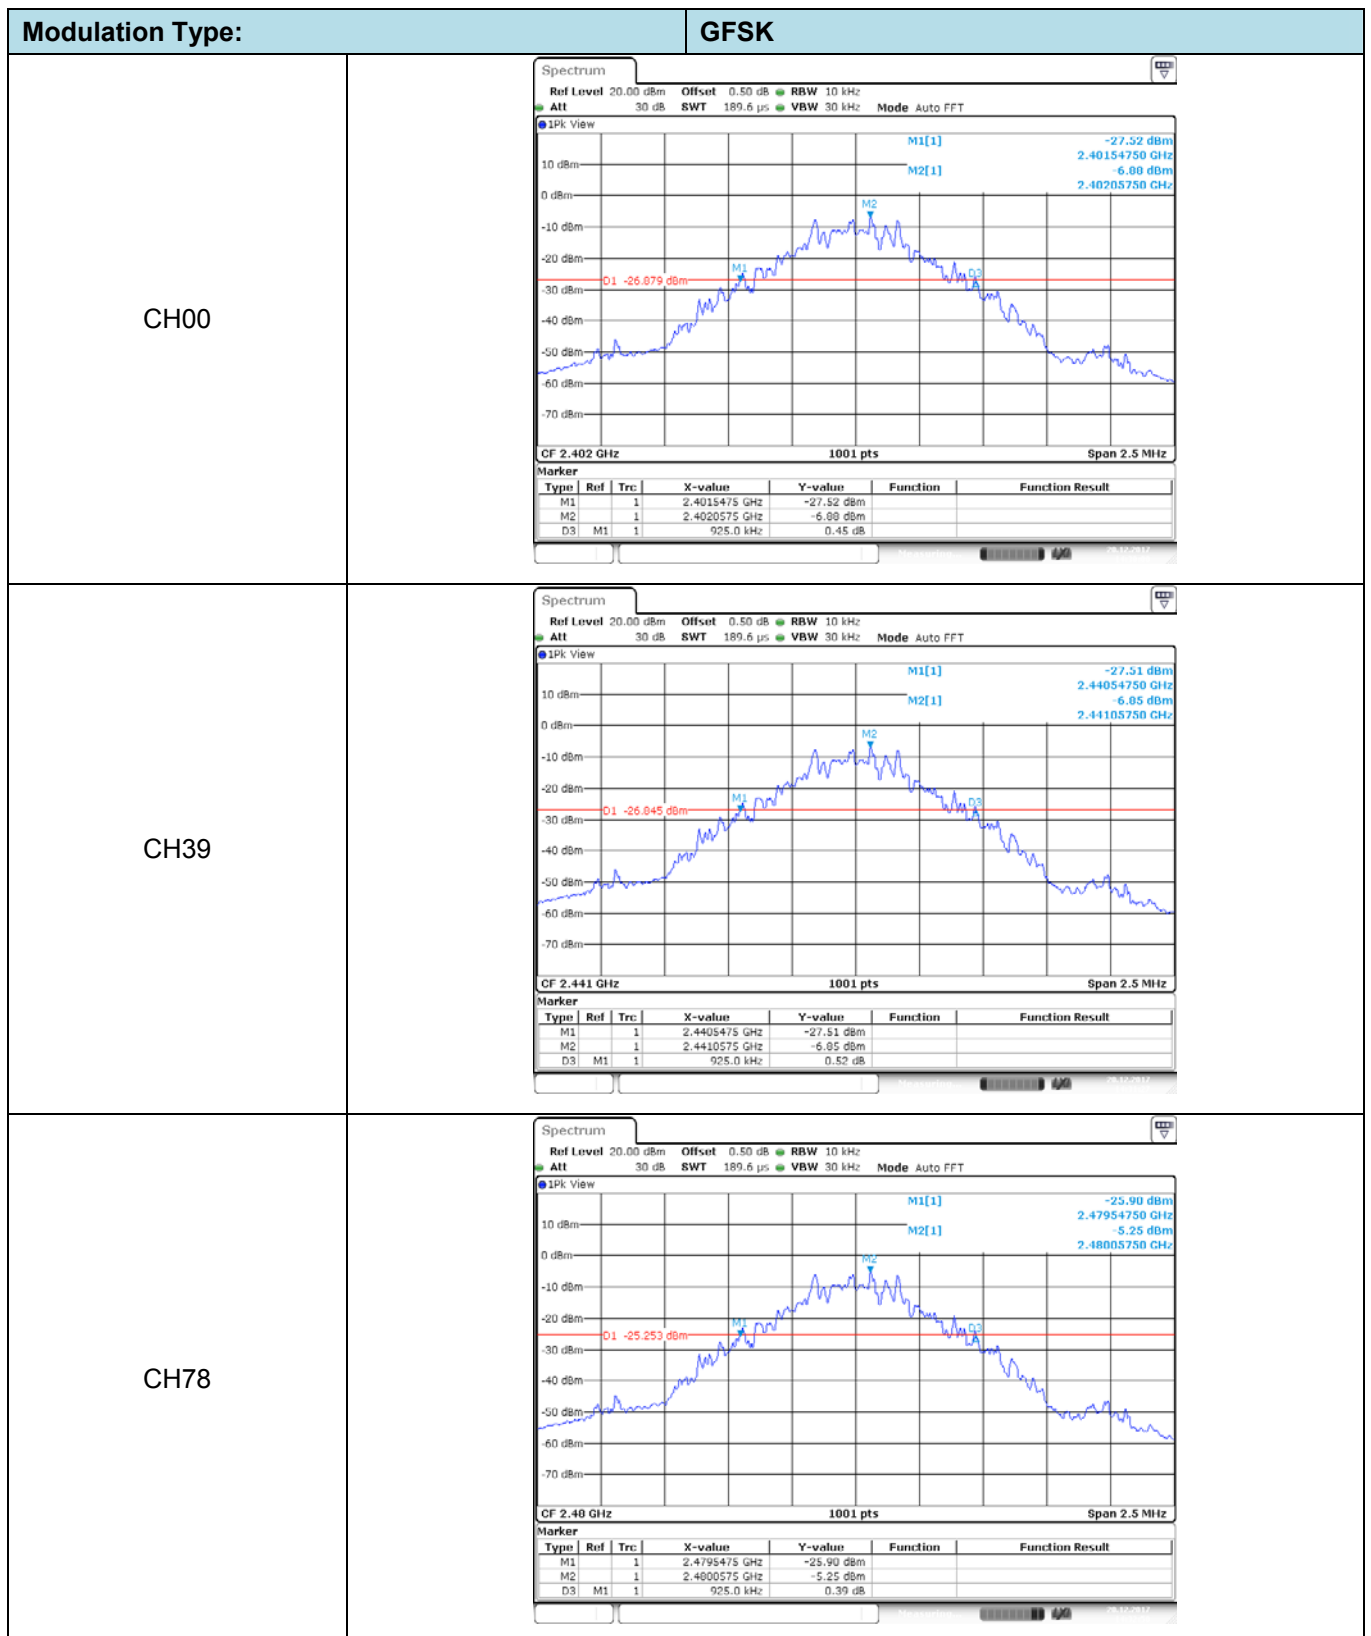 Modulation Type: GFSK
CH00
Spectrum
Ref Level 20.00 dBm Offset 0.50 dB RBW 10 kHz
Att 30 dB SWT 189.6 µs VBW 30 kHz Mode Auto FFT
1Pk View
M1[1] -27.52 dBm
2.40154750 GHz
10 dBm
M2[1] -6.88 dBm
2.40205750 GHz
0 dBm
M2
-10 dBm
-20 dBm
M1 D3
D1 -26.879 dBm
-30 dBm
-40 dBm
-50 dBm
-60 dBm
-70 dBm
CF 2.402 GHz 1001 pts Span 2.5 MHz
Marker
Type Ref Trc X-value Y-value Function Function Result
M1 1 2.4015475 GHz -27.52 dBm
M2 1 2.4020575 GHz -6.88 dBm
D3 M1 1 925.0 kHz 0.45 dB
CH39
Spectrum
Ref Level 20.00 dBm Offset 0.50 dB RBW 10 kHz
Att 30 dB SWT 189.6 µs VBW 30 kHz Mode Auto FFT
1Pk View
M1[1] -27.51 dBm
2.44054750 GHz
10 dBm
M2[1] -6.85 dBm
2.44105750 GHz
0 dBm
M2
-10 dBm
-20 dBm
M1 D3
D1 -26.845 dBm
-30 dBm
-40 dBm
-50 dBm
-60 dBm
-70 dBm
CF 2.441 GHz 1001 pts Span 2.5 MHz
Marker
Type Ref Trc X-value Y-value Function Function Result
M1 1 2.4405475 GHz -27.51 dBm
M2 1 2.4410575 GHz -6.85 dBm
D3 M1 1 925.0 kHz 0.52 dB
CH78
Spectrum
Ref Level 20.00 dBm Offset 0.50 dB RBW 10 kHz
Att 30 dB SWT 189.6 µs VBW 30 kHz Mode Auto FFT
1Pk View
M1[1] -25.90 dBm
2.47954750 GHz
10 dBm
M2[1] -5.25 dBm
2.48005750 GHz
0 dBm
M2
-10 dBm
-20 dBm
M1 D3
D1 -25.253 dBm
-30 dBm
-40 dBm
-50 dBm
-60 dBm
-70 dBm
CF 2.48 GHz 1001 pts Span 2.5 MHz
Marker
Type Ref Trc X-value Y-value Function Function Result
M1 1 2.4795475 GHz -25.90 dBm
M2 1 2.4800575 GHz -5.25 dBm
D3 M1 1 925.0 kHz 0.39 dB